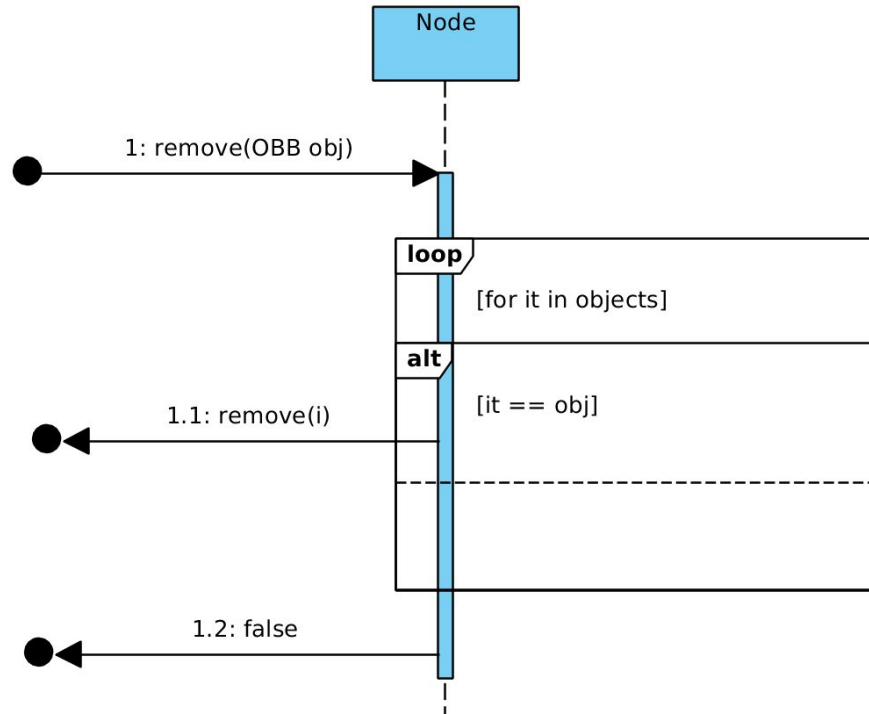 Node
1: remove(OBB obj)
loop
[for it in objects]
alt
[it == obj]
1.1: remove(i)
1.2: false